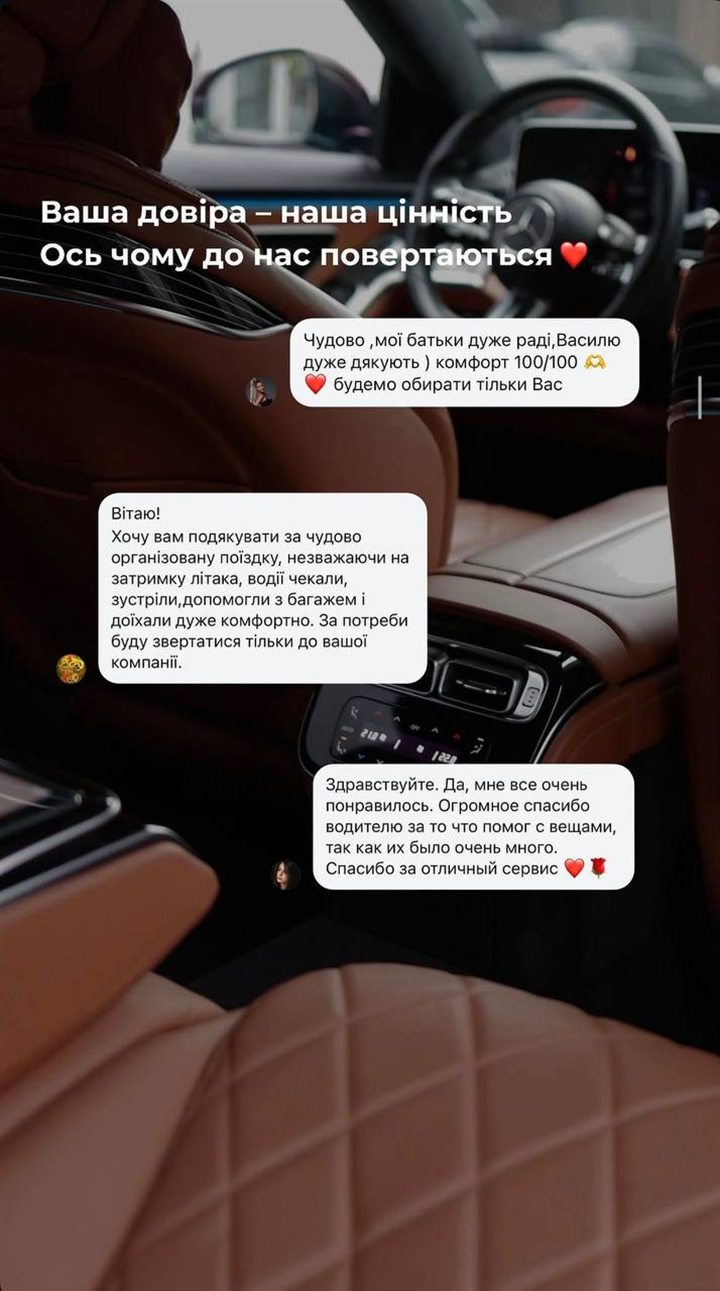 Ваша довіра – наша цінність
Ось чому до нас повертаються ❤️
Чудово ,мої батьки дуже раді,Василю
дуже дякують ) комфорт 100/100 🫶
❤️ будемо обирати тільки Вас
Вітаю!
Хочу вам подякувати за чудово
організовану поїздку, незважаючи на
затримку літака, водії чекали,
зустріли,допомогли з багажем і
доїхали дуже комфортно. За потреби
буду звертатися тільки до вашої
компанії.
Здравствуйте. Да, мне все очень
понравилось. Огромное спасибо
водителю за то что помог с вещами,
так как их было очень много.
Спасибо за отличный сервис ❤️🌹